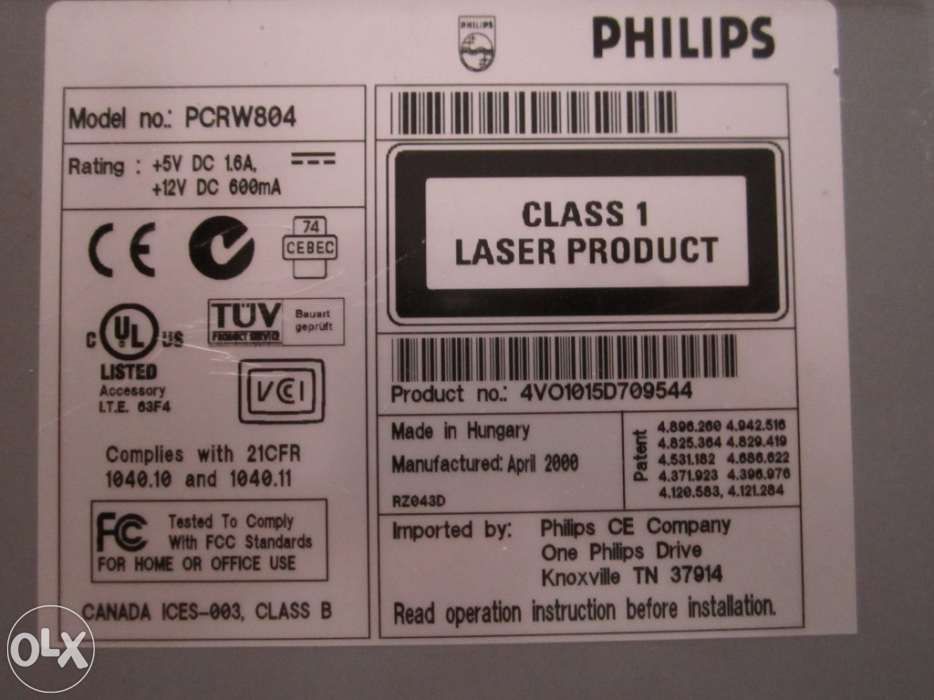 PHILIPS
PHILIPS
Model no.: PCRW804
Rating : +5V DC 1.6A,
+12V DC 600mA
74
CEBEC
C UL US
LISTED
Accessory
I.T.E. 63F4
TÜV
PRODUCT SERVICE
Bauart
geprüft
VCCI
Complies with 21CFR
1040.10 and 1040.11
FC Tested To Comply
With FCC Standards
FOR HOME OR OFFICE USE
CANADA ICES-003, CLASS B
CLASS 1
LASER PRODUCT
Product no.: 4VO1015D709544
Made in Hungary
Manufactured: April 2000
RZ043D
Patent
4.896.260 4.942.516
4.825.364 4.829.419
4.531.182 4.686.622
4.371.923 4.396.976
4.120.583, 4.121.284
Imported by: Philips CE Company
One Philips Drive
Knoxville TN 37914
Read operation instruction before installation.
OLX